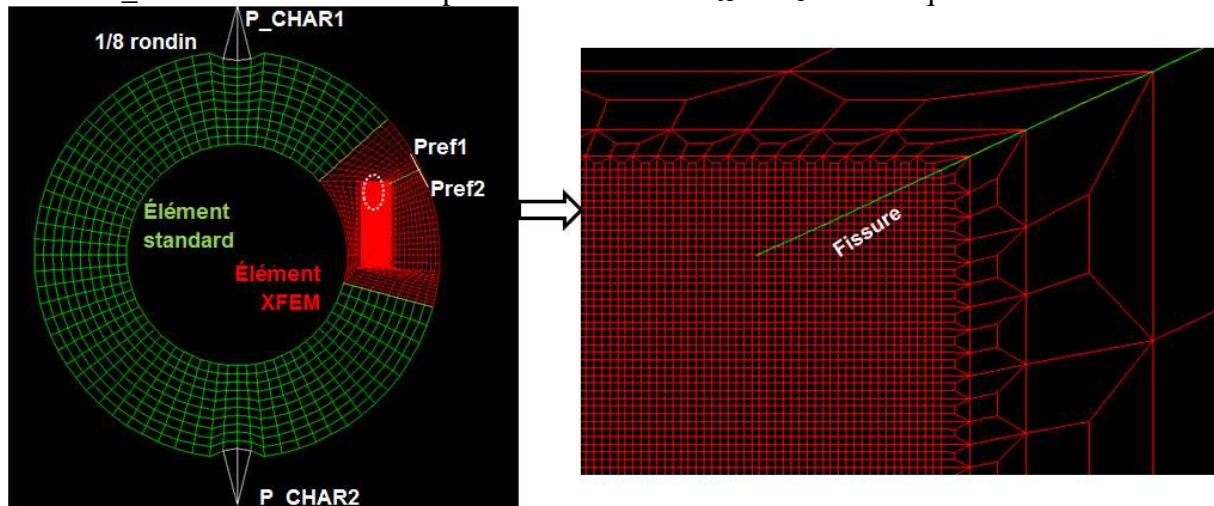 P_CHAR1
1/8 rondin
Pref1
Pref2
Élément
standard
Élément
XFEM
P_CHAR2
Fissure